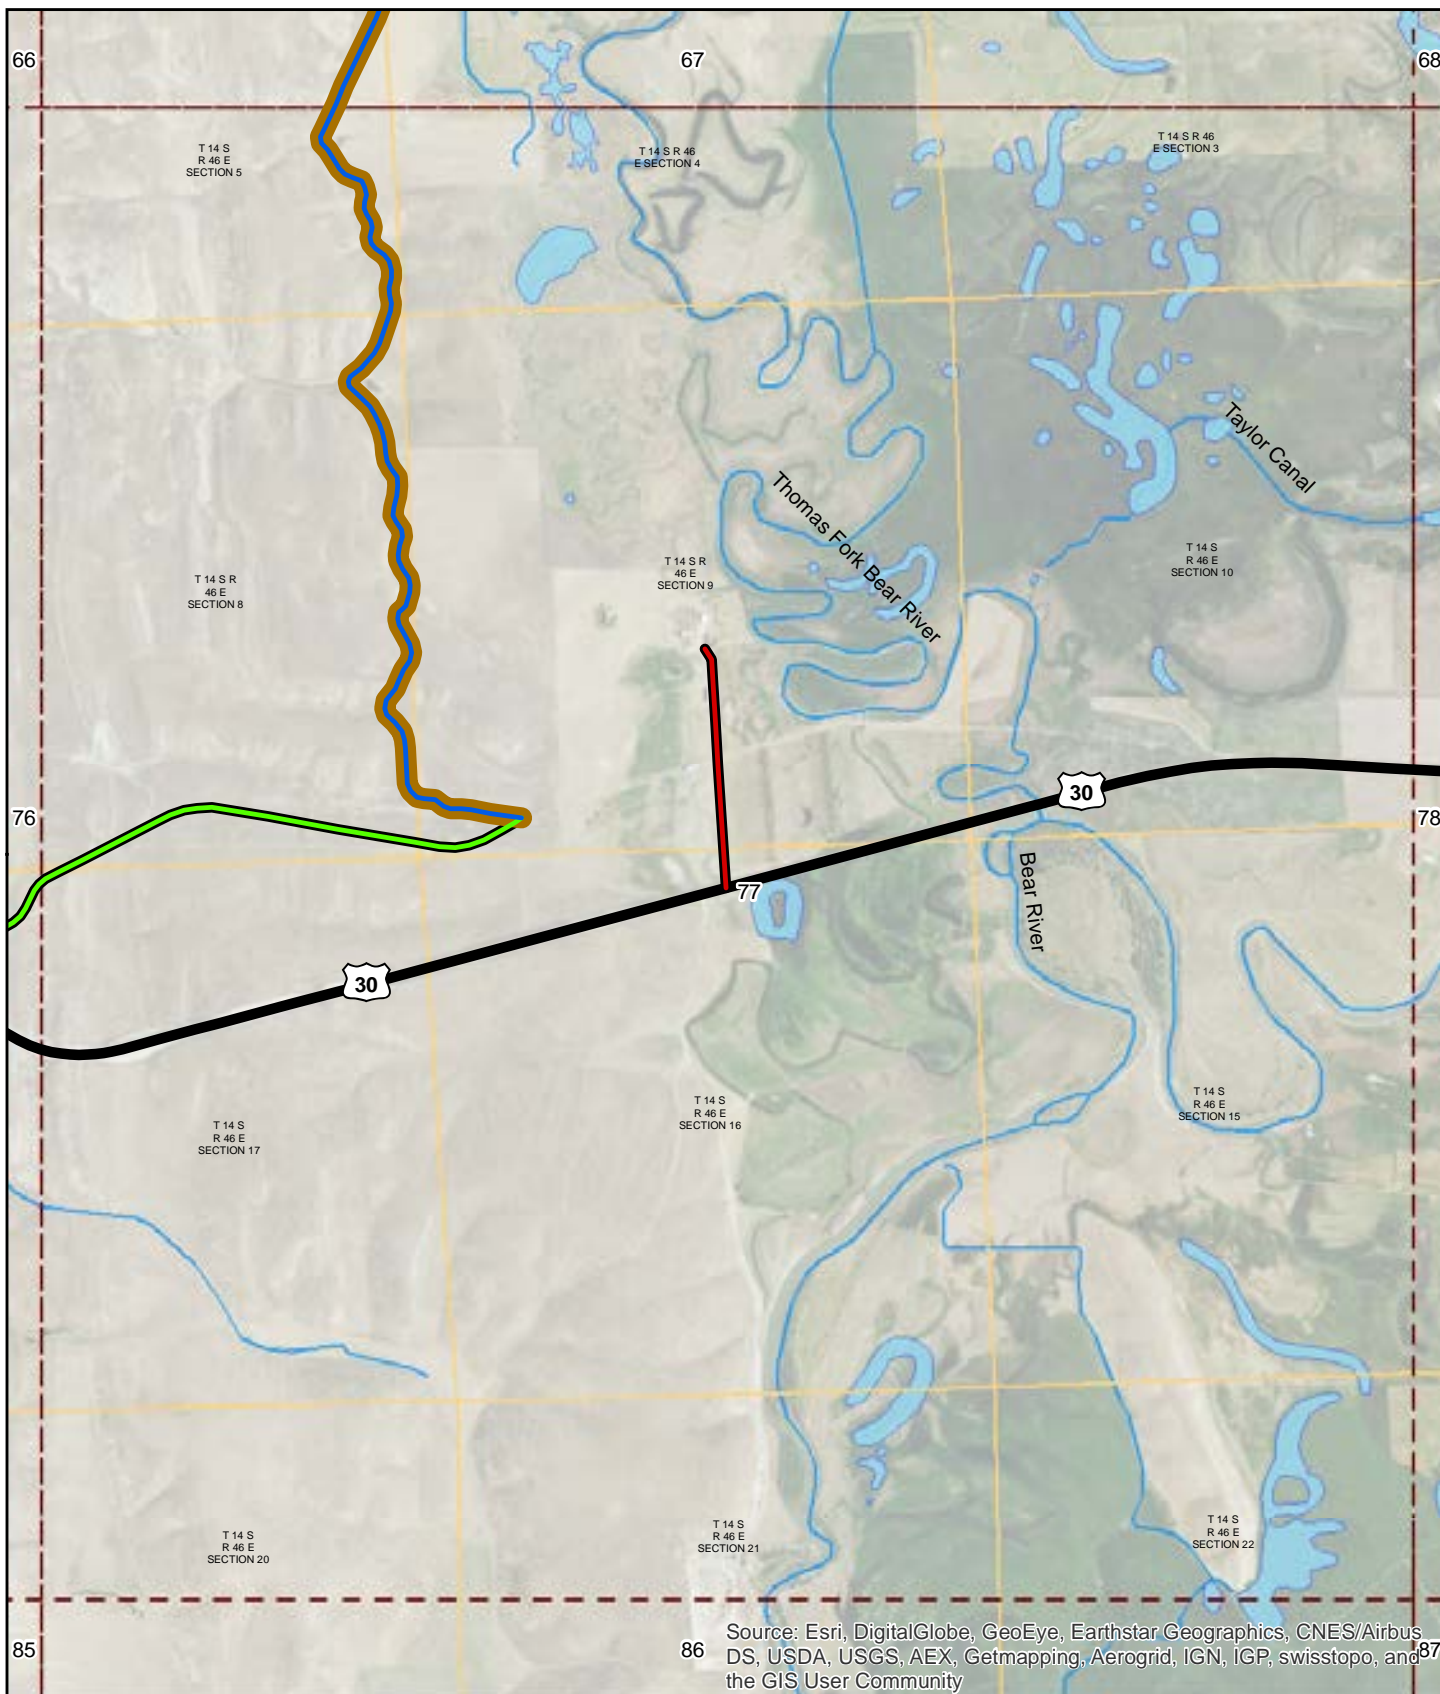 66
67
68
T 14 S
R 46 E
SECTION 5
T 14 S R 46
E SECTION 4
T 14 S R 46
E SECTION 3
Taylor Canal
Thomas Fork Bear River
T 14 S R
46 E
SECTION 8
T 14 S R
46 E
SECTION 9
T 14 S
R 46 E
SECTION 10
76
30
78
77
Bear River
30
T 14 S
R 46 E
SECTION 17
T 14 S
R 46 E
SECTION 16
T 14 S
R 46 E
SECTION 15
T 14 S
R 46 E
SECTION 20
T 14 S
R 46 E
SECTION 21
T 14 S
R 46 E
SECTION 22
85
86
87
Source: Esri, DigitalGlobe, GeoEye, Earthstar Geographics, CNES/Airbus
DS, USDA, USGS, AEX, Getmapping, Aerogrid, IGN, IGP, swisstopo, and
the GIS User Community